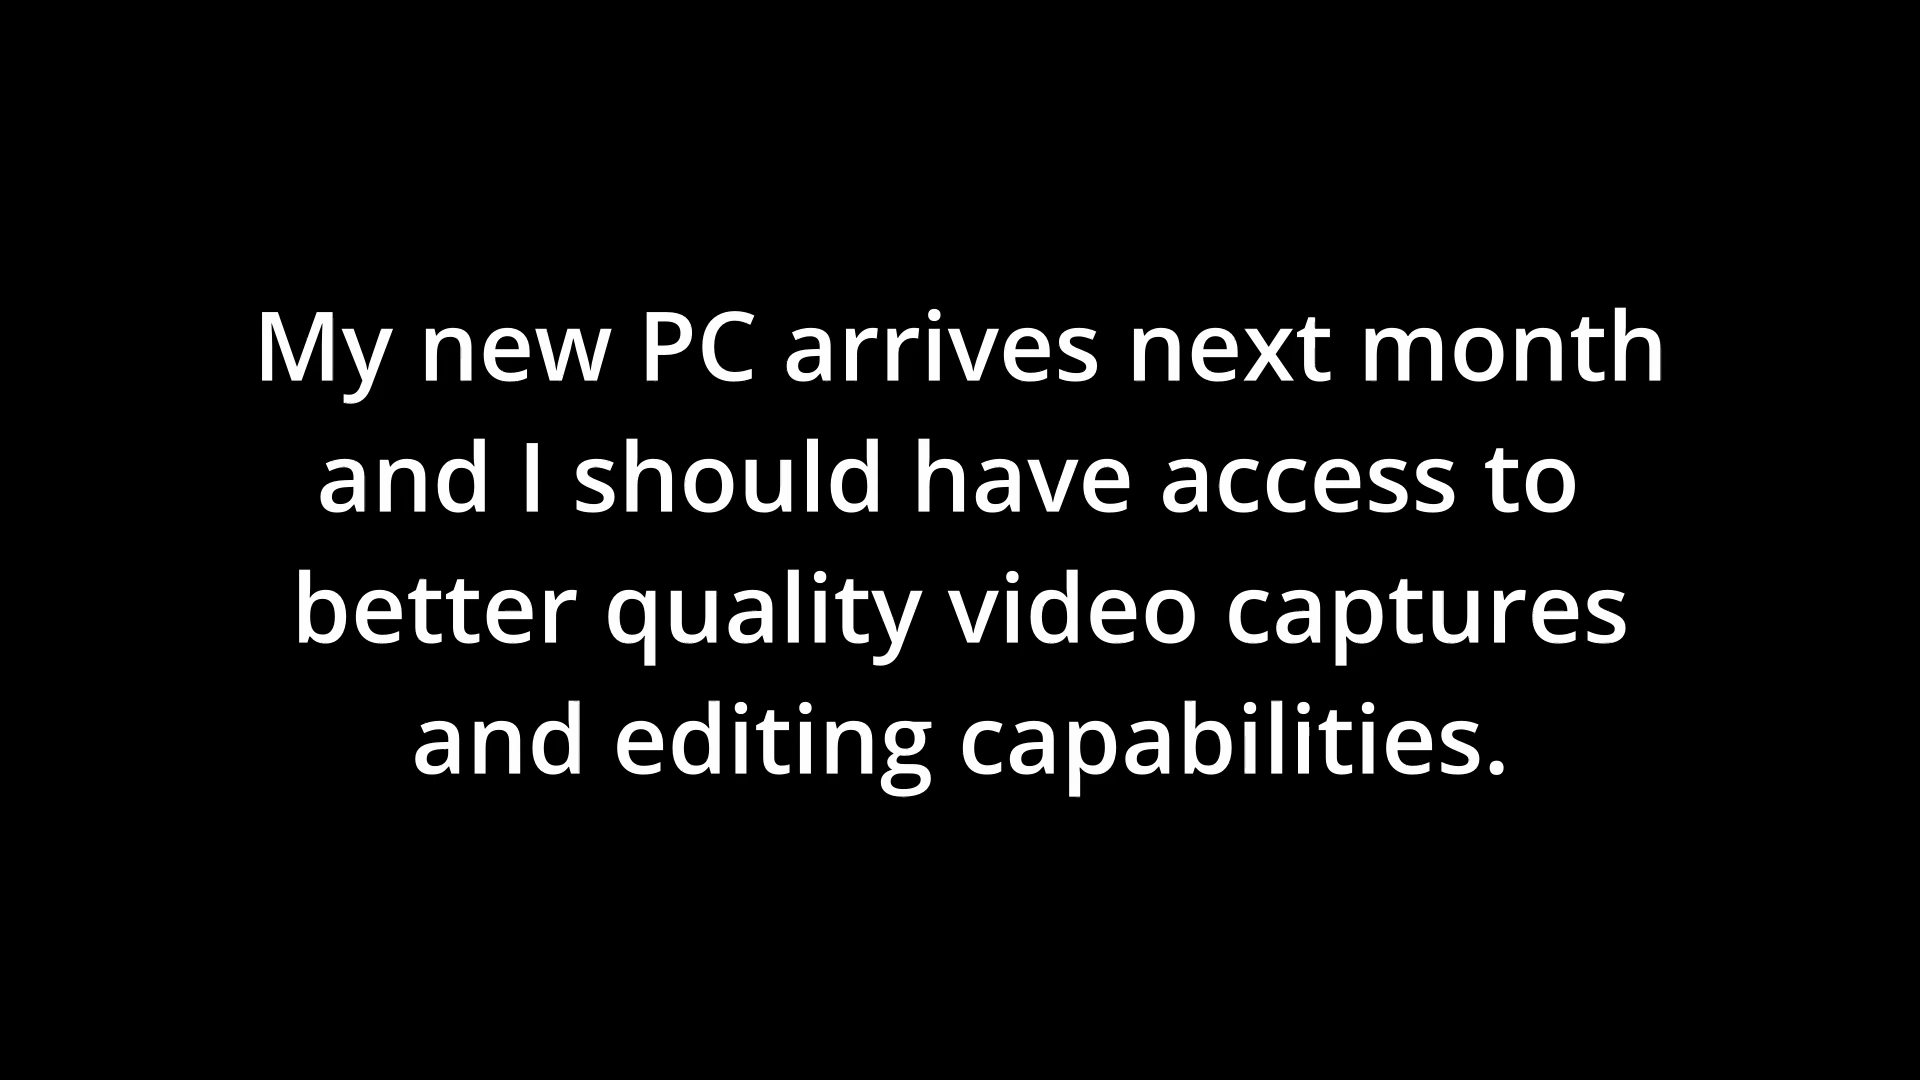 My new PC arrives next month
and I should have access to
better quality video captures
and editing capabilities.